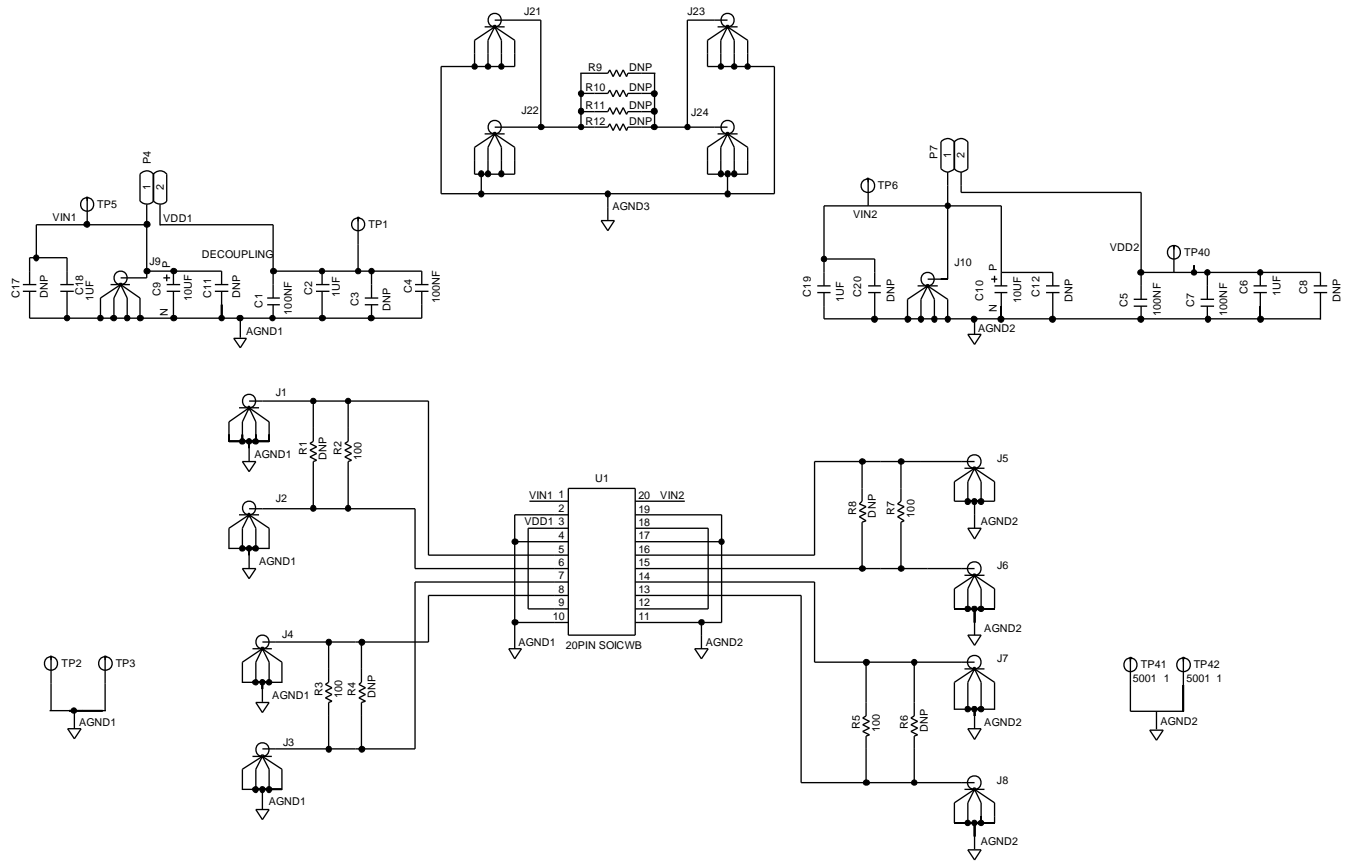 J21
J23
R9 DNP
R10 DNP
R11 DNP
R12 DNP
J22
J24
AGND3
P4
1
2
TP5
VIN1
VDD1
TP1
DECOUPLING
J9
C17
DNP
C18
1UF
C9
10UF
P
+
N
C11
DNP
C1
100NF
C2
1UF
C3
DNP
C4
100NF
AGND1
P7
1
2
TP6
VIN2
VDD2
TP40
J10
C19
1UF
C20
DNP
C10
10UF
P
+
N
C12
DNP
C5
100NF
C7
100NF
C6
1UF
C8
DNP
AGND2
J1
AGND1
R1
DNP
R2
100
J2
AGND1
J4
AGND1
R3
100
R4
DNP
J3
AGND1
TP2 TP3
AGND1
U1
VIN1 1
2
VDD1 3
4
5
6
7
8
9
10
20 VIN2
19
18
17
16
15
14
13
12
11
AGND1
20PIN SOICWB
AGND2
R8
DNP
R7
100
J5
AGND2
J6
AGND2
J7
AGND2
R5
100
R6
DNP
J8
AGND2
TP41 TP42
5001 1 5001 1
AGND2